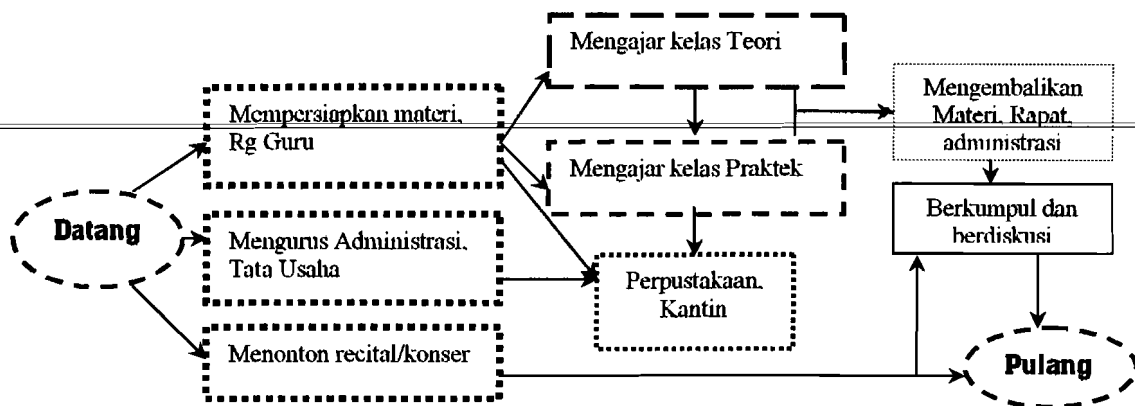 Mengajar kelas Teori
Mempersiapkan materi,
Rg Guru
Mengembalikan
Materi, Rapat,
administrasi
Mengajar kelas Praktek
Datang
Mengurus Administrasi,
Tata Usaha
Berkumpul dan
berdiskusi
Perpustakaan,
Kantin
Menonton recital/konser
Pulang